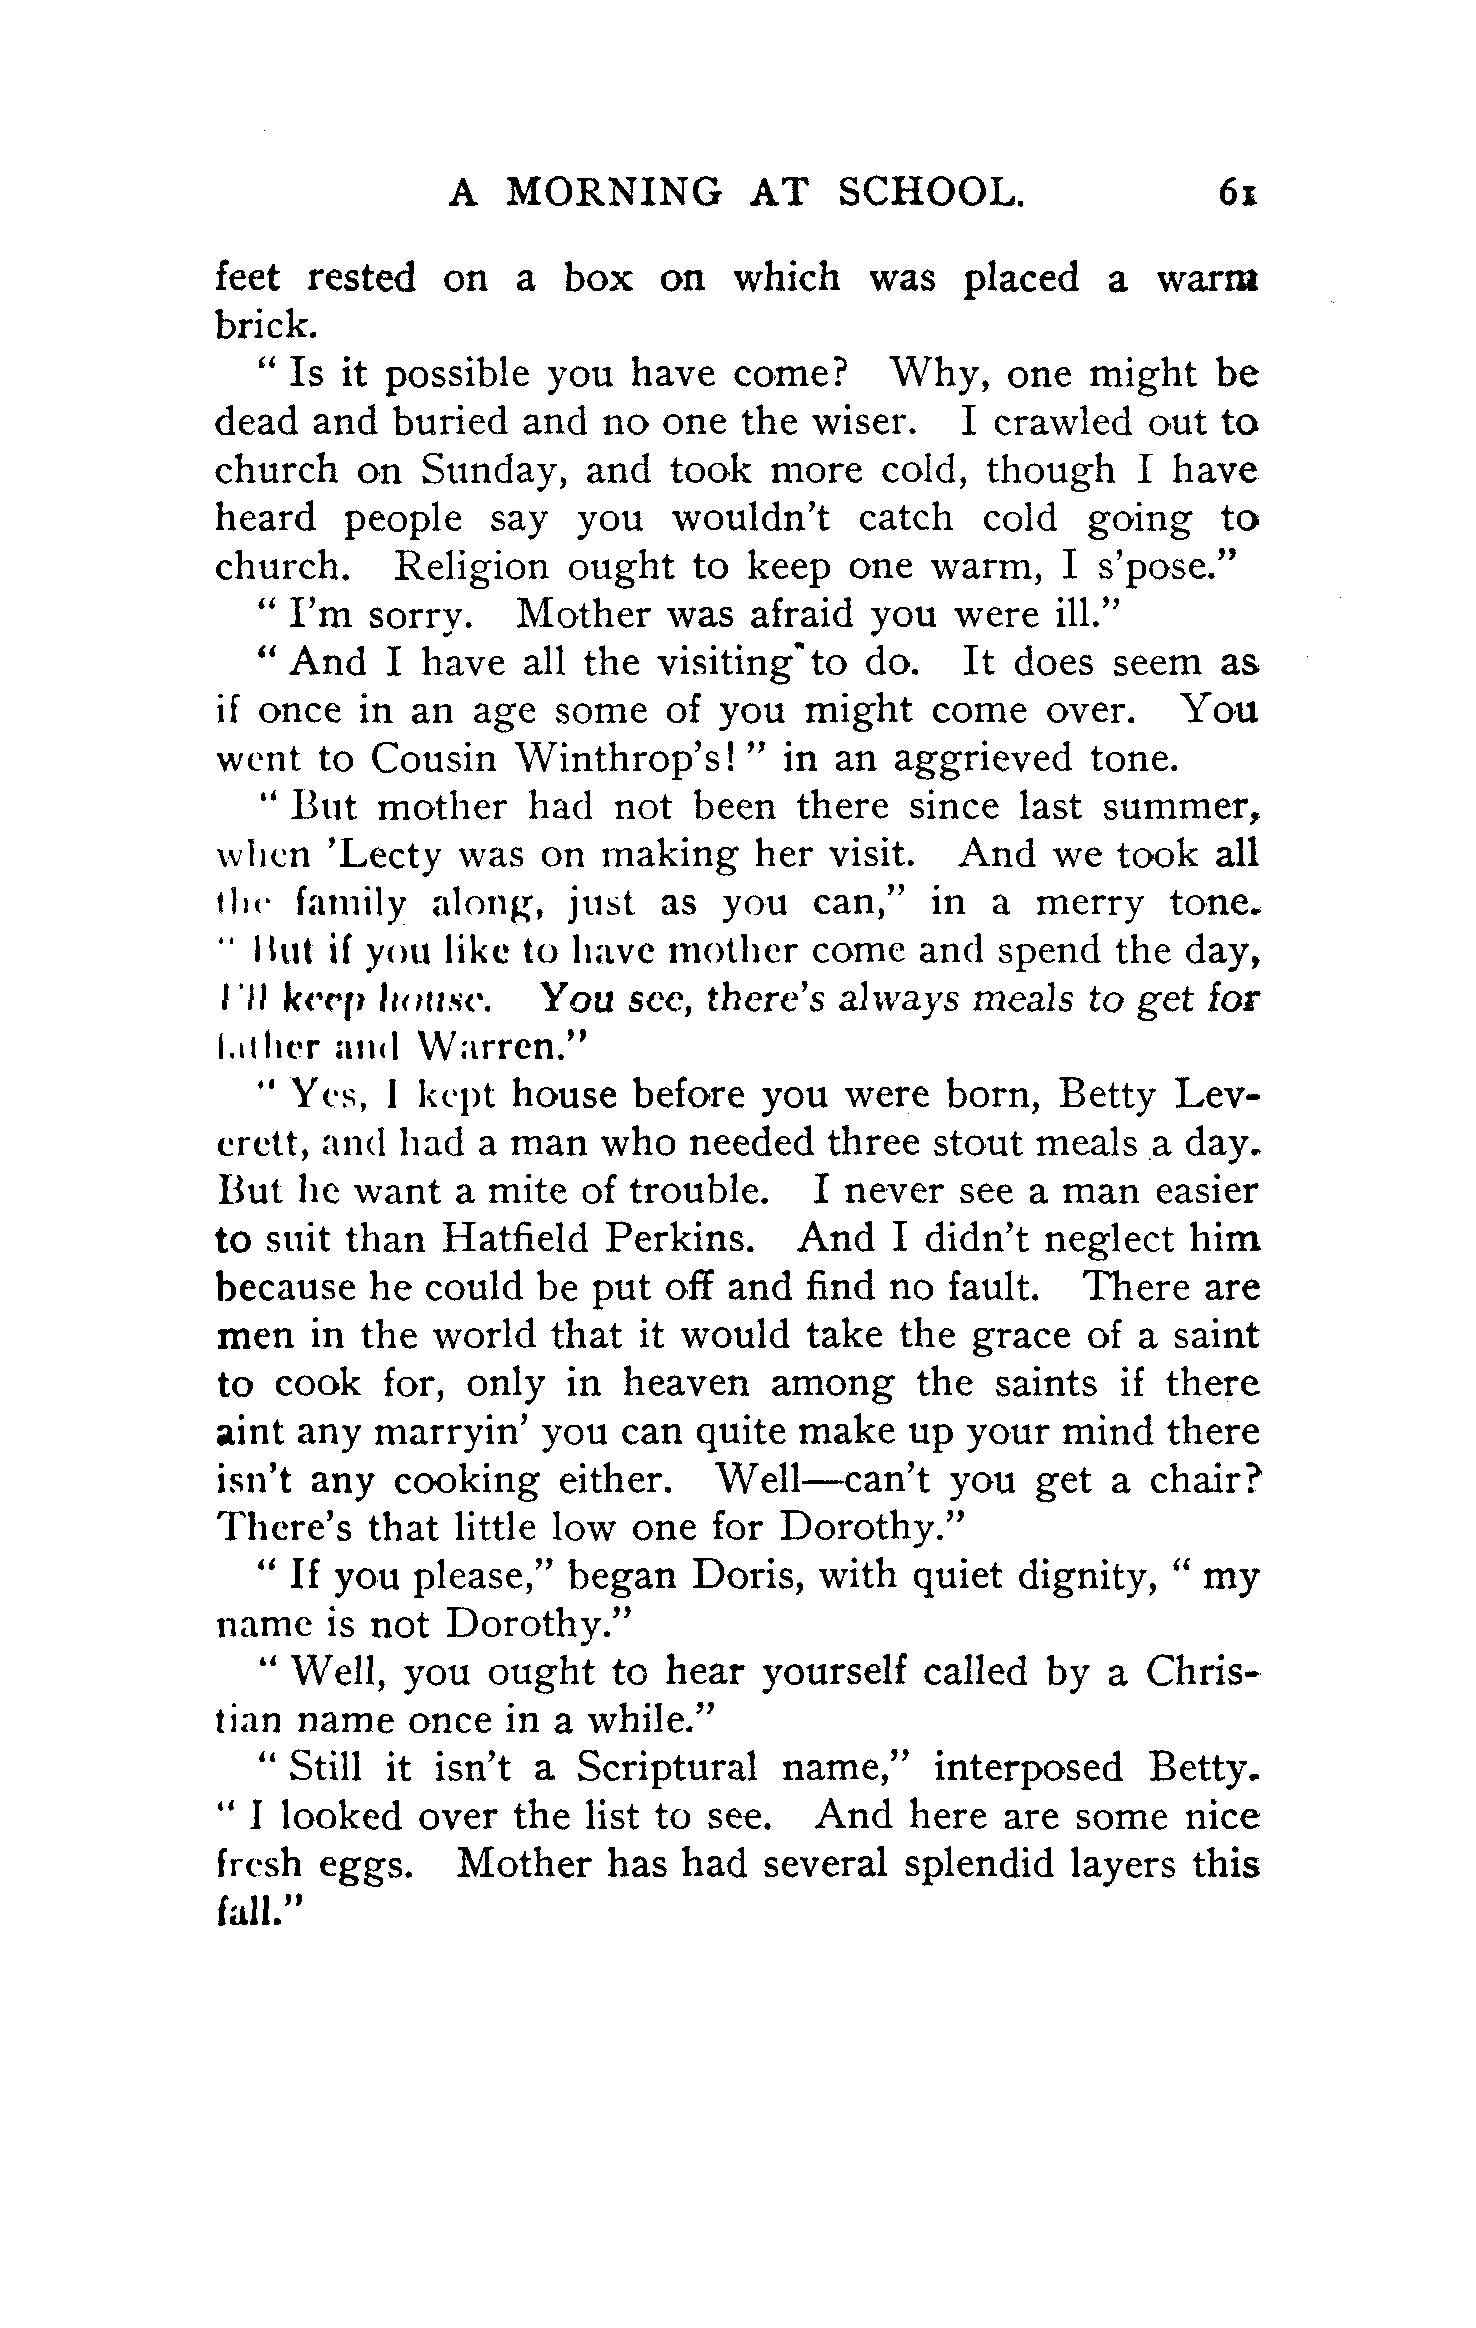 A MORNING AT SCHOOL. 61
feet rested on a box on which was placed a warm
brick.
" Is it possible you have come? Why, one might be
dead and buried and no one the wiser. I crawled out to
church on Sunday, and took more cold, though I have
heard people say you wouldn't catch cold going to
church. Religion ought to keep one warm, I s'pose."
" I'm sorry. Mother was afraid you were ill."
" And I have all the visiting to do. It does seem as
if once in an age some of you might come over. You
went to Cousin Winthrop's! " in an aggrieved tone.
" But mother had not been there since last summer,
when 'Lecty was on making her visit. And we took all
the family along, just as you can," in a merry tone.
" But if you like to have mother come and spend the day,
I'll keep house. You see, there's always meals to get for
father and Warren."
" Yes, I kept house before you were born, Betty Lev-
erett, and had a man who needed three stout meals a day.
But he want a mite of trouble. I never see a man easier
to suit than Hatfield Perkins. And I didn't neglect him
because he could be put off and find no fault. There are
men in the world that it would take the grace of a saint
to cook for, only in heaven among the saints if there
aint any marryin' you can quite make up your mind there
isn't any cooking either. Well—can't you get a chair?
There's that little low one for Dorothy."
" If you please," began Doris, with quiet dignity, " my
name is not Dorothy."
" Well, you ought to hear yourself called by a Chris-
tian name once in a while."
" Still it isn't a Scriptural name," interposed Betty.
" I looked over the list to see. And here are some nice
fresh eggs. Mother has had several splendid layers this
fall."